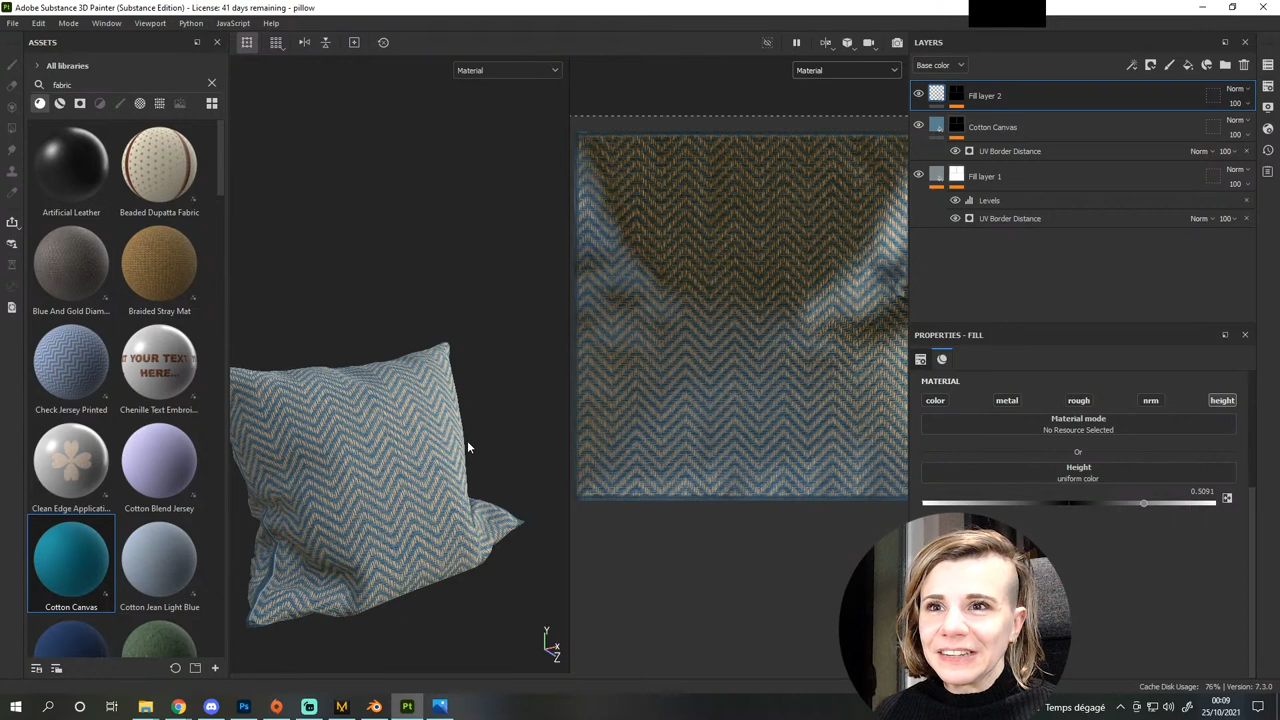 Adobe Substance 3D Painter (Substance Edition) - License: 41 days remaining - pillow
File Edit Mode Window Viewport Python JavaScript Help
ASSETS
All libraries
fabric
Artificial Leather Beaded Dupatta Fabric
Blue And Gold Diam... Braided Stray Mat
IT YOUR TEXT
HERE...
Check Jersey Printed Chenille Text Embroi...
Clean Edge Applicati... Cotton Blend Jersey
Cotton Canvas Cotton Jean Light Blue
Material Material
Y
X
Z
LAYERS
Base color
Fill layer 2 Norm 100
Cotton Canvas Norm 100
UV Border Distance Norm 100
Fill layer 1 Norm 100
Levels
UV Border Distance Norm 100
PROPERTIES - FILL
MATERIAL
color metal rough nrm height
Material mode
No Resource Selected
Or
Height
uniform color
0.5091
Cache Disk Usage: 76% | Version: 7.3.0
Temps dégagé
00:09
25/10/2021